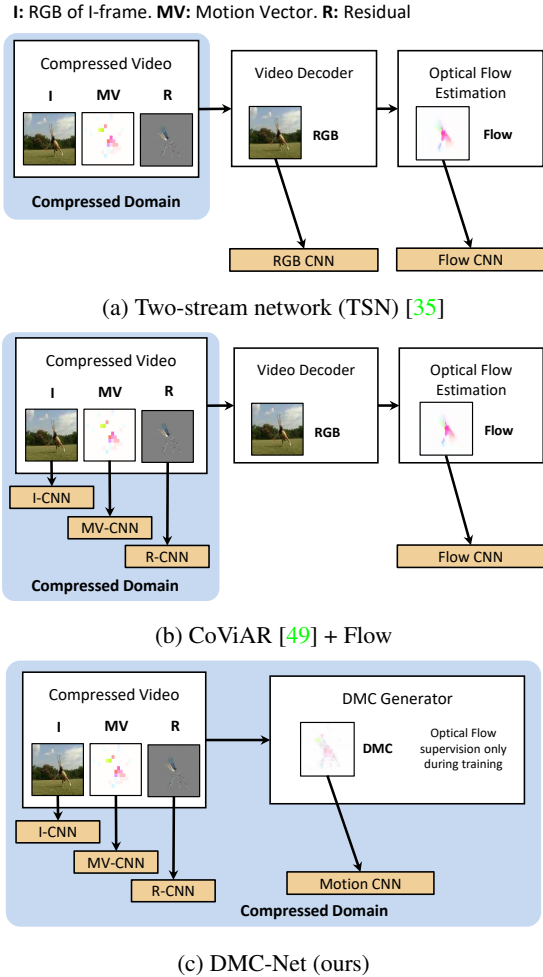 I: RGB of I-frame. MV: Motion Vector. R: Residual
Compressed Video
I MV R
Compressed Domain
Video Decoder
RGB
Optical Flow
Estimation
Flow
RGB CNN
Flow CNN
(a) Two-stream network (TSN) [35]
Compressed Video
I MV R
I-CNN
MV-CNN
R-CNN
Compressed Domain
Video Decoder
RGB
Optical Flow
Estimation
Flow
Flow CNN
(b) CoViAR [49] + Flow
Compressed Video
I MV R
I-CNN
MV-CNN
R-CNN
DMC Generator
DMC
Optical Flow
supervision only
during training
Motion CNN
Compressed Domain
(c) DMC-Net (ours)